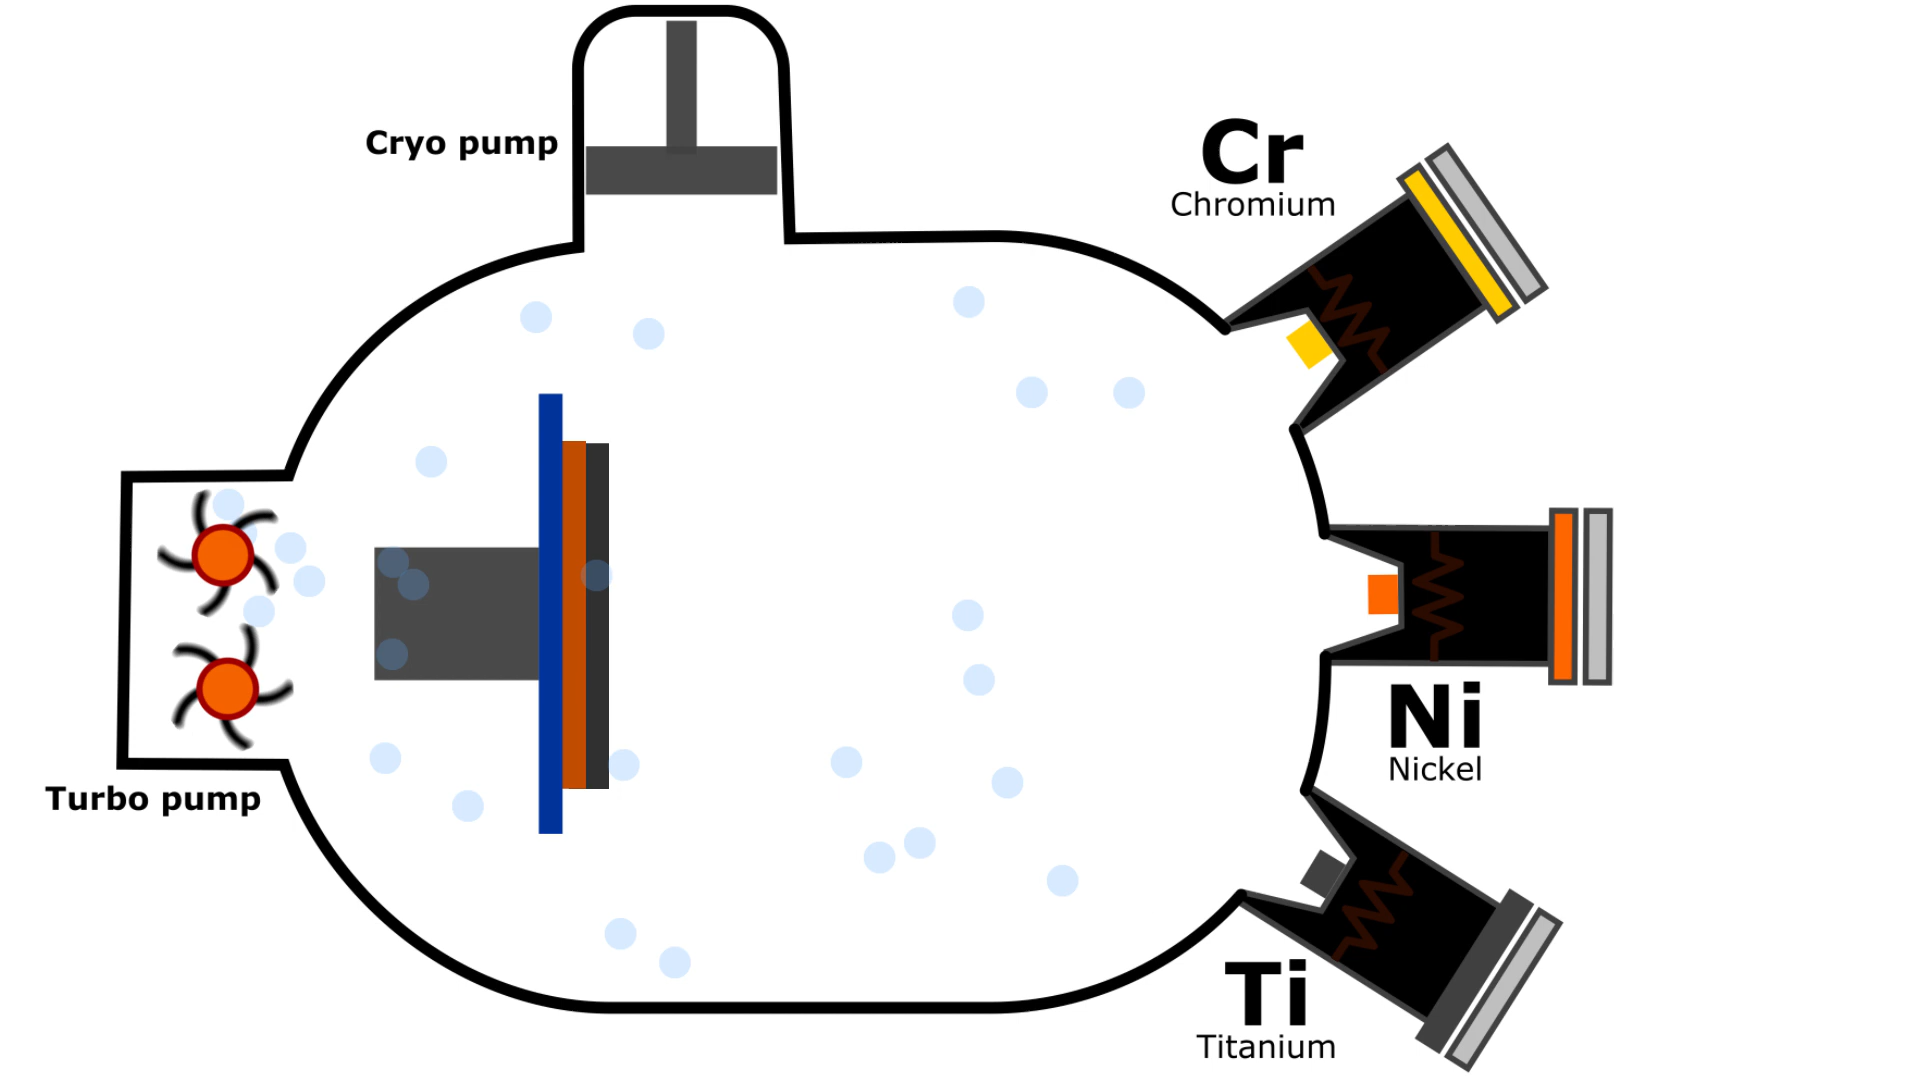 Cryo pump
Cr
Chromium
Turbo pump
Ni
Nickel
Ti
Titanium